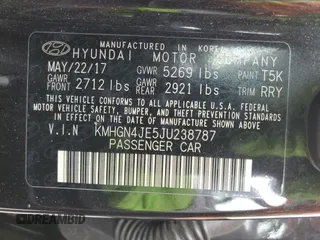 MANUFACTURED IN KOREA
HYUNDAI MOTOR COMPANY
MAY/22/17 GVWR 5269 lbs PAINT T5K
GAWR FRONT 2712 lbs GAWR REAR 2921 lbs TRIM RRY
THIS VEHICLE CONFORMS TO ALL APPLICABLE U.S.A. FEDERAL
MOTOR VEHICLE SAFETY, BUMPER, AND THEFT PREVENTION
STANDARDS IN EFFECT ON THE DATE OF MANUFACTURE SHOWN ABOVE.
V.I.N KMHGN4JE5JU238787
PASSENGER CAR
DREAMBID